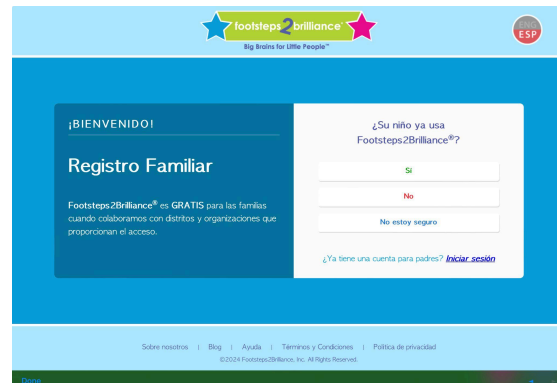 footsteps2brilliance™
Big Brains for Little People™
ENG
ESP
¡BIENVENIDO!
Registro Familiar
Footsteps2Brilliance® es GRATIS para las familias
cuando colaboramos con distritos y organizaciones que
proporcionan el acceso.
¿Su niño ya usa
Footsteps2Brilliance®?
Sí
No
No estoy seguro
¿Ya tiene una cuenta para padres? Iniciar sesión
Sobre nosotros | Blog | Ayuda | Términos y Condiciones | Política de privacidad
©2024 Footsteps2Brilliance, Inc. All Rights Reserved.
Done